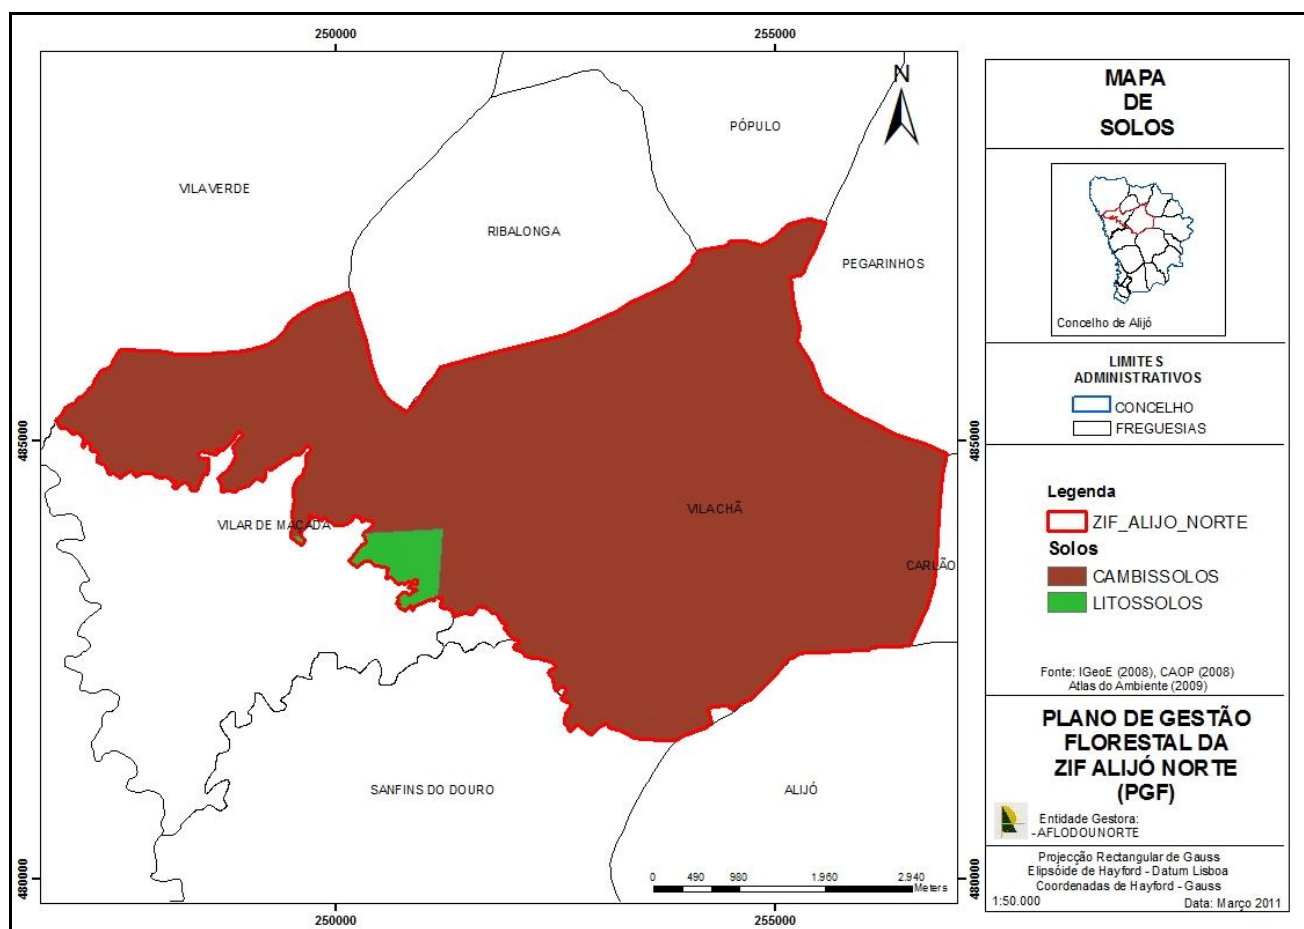 250000
255000
N
PÓPULO
VILA VERDE
RIBALONGA
PEGARINHOS
485000
485000
VILA CHÃ
VILAR DE MAÇADA
CARLÃO
SANFINS DO DOURO
ALIJÓ
480000
480000
0 490 980 1.960 2.940
Meters
250000
255000
MAPA
DE
SOLOS
Concelho de Alijó
LIMITES
ADMINISTRATIVOS
CONCELHO
FREGUESIAS
Legenda
ZIF_ALIJO_NORTE
Solos
CAMBISSOLOS
LITOSSOLOS
Fonte: IGeoE (2008), CAOP (2008)
Atlas do Ambiente (2009)
PLANO DE GESTÃO
FLORESTAL DA
ZIF ALIJÓ NORTE
(PGF)
Entidade Gestora:
-AFLODOUNORTE
Projecção Rectangular de Gauss
Elipsóide de Hayford - Datum Lisboa
Coordenadas de Hayford - Gauss
1:50.000 Data: Março 2011